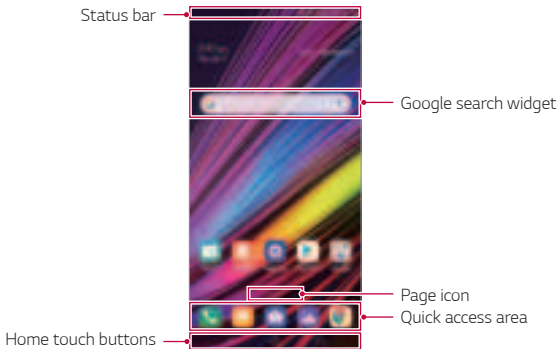 Status bar
Google search widget
Page icon
Quick access area
Home touch buttons